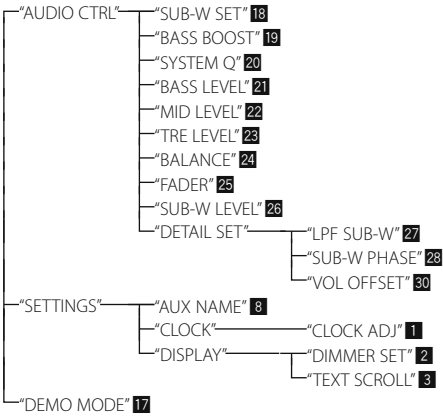 “AUDIO CTRL” “SUB-W SET” 18
“BASS BOOST” 19
“SYSTEM Q” 20
“BASS LEVEL” 21
“MID LEVEL” 22
“TRE LEVEL” 23
“BALANCE” 24
“FADER” 25
“SUB-W LEVEL” 26
“DETAIL SET” “LPF SUB-W” 27
“SUB-W PHASE” 28
“VOL OFFSET” 30
“SETTINGS” “AUX NAME” 8
“CLOCK” “CLOCK ADJ” 1
“DISPLAY” “DIMMER SET” 2
“TEXT SCROLL” 3
“DEMO MODE” 17